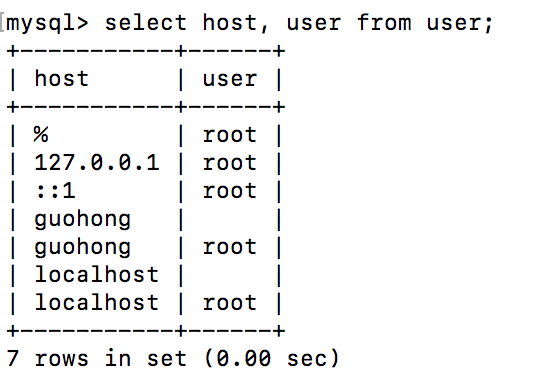 mysql> select host, user from user;
+-----------+------+
| host      | user |
+-----------+------+
| %         | root |
| 127.0.0.1 | root |
| ::1       | root |
| guohong   |      |
| guohong   | root |
| localhost |      |
| localhost | root |
+-----------+------+
7 rows in set (0.00 sec)